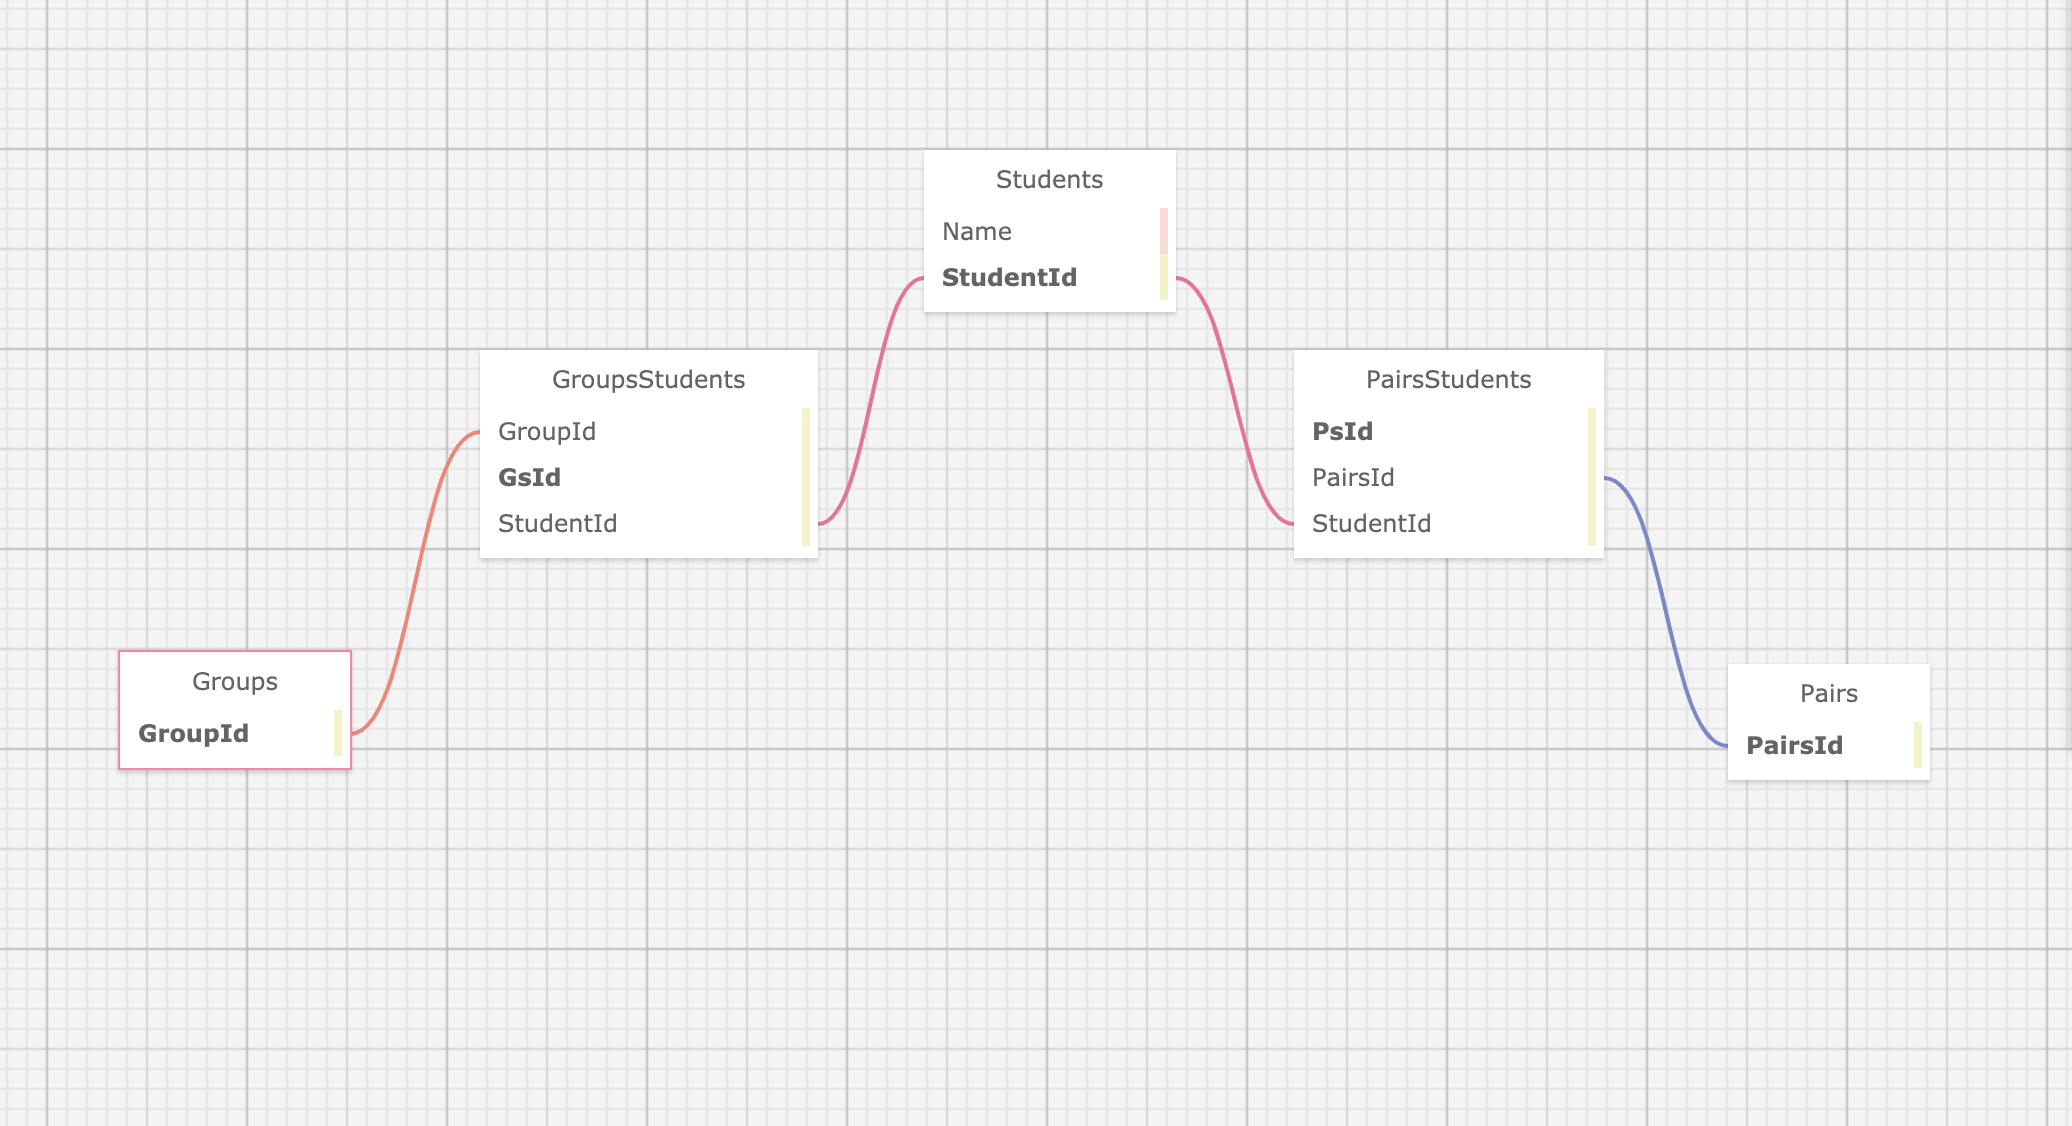 Students
Name
StudentId
GroupsStudents
GroupId
GsId
StudentId
PairsStudents
PsId
PairsId
StudentId
Groups
GroupId
Pairs
PairsId